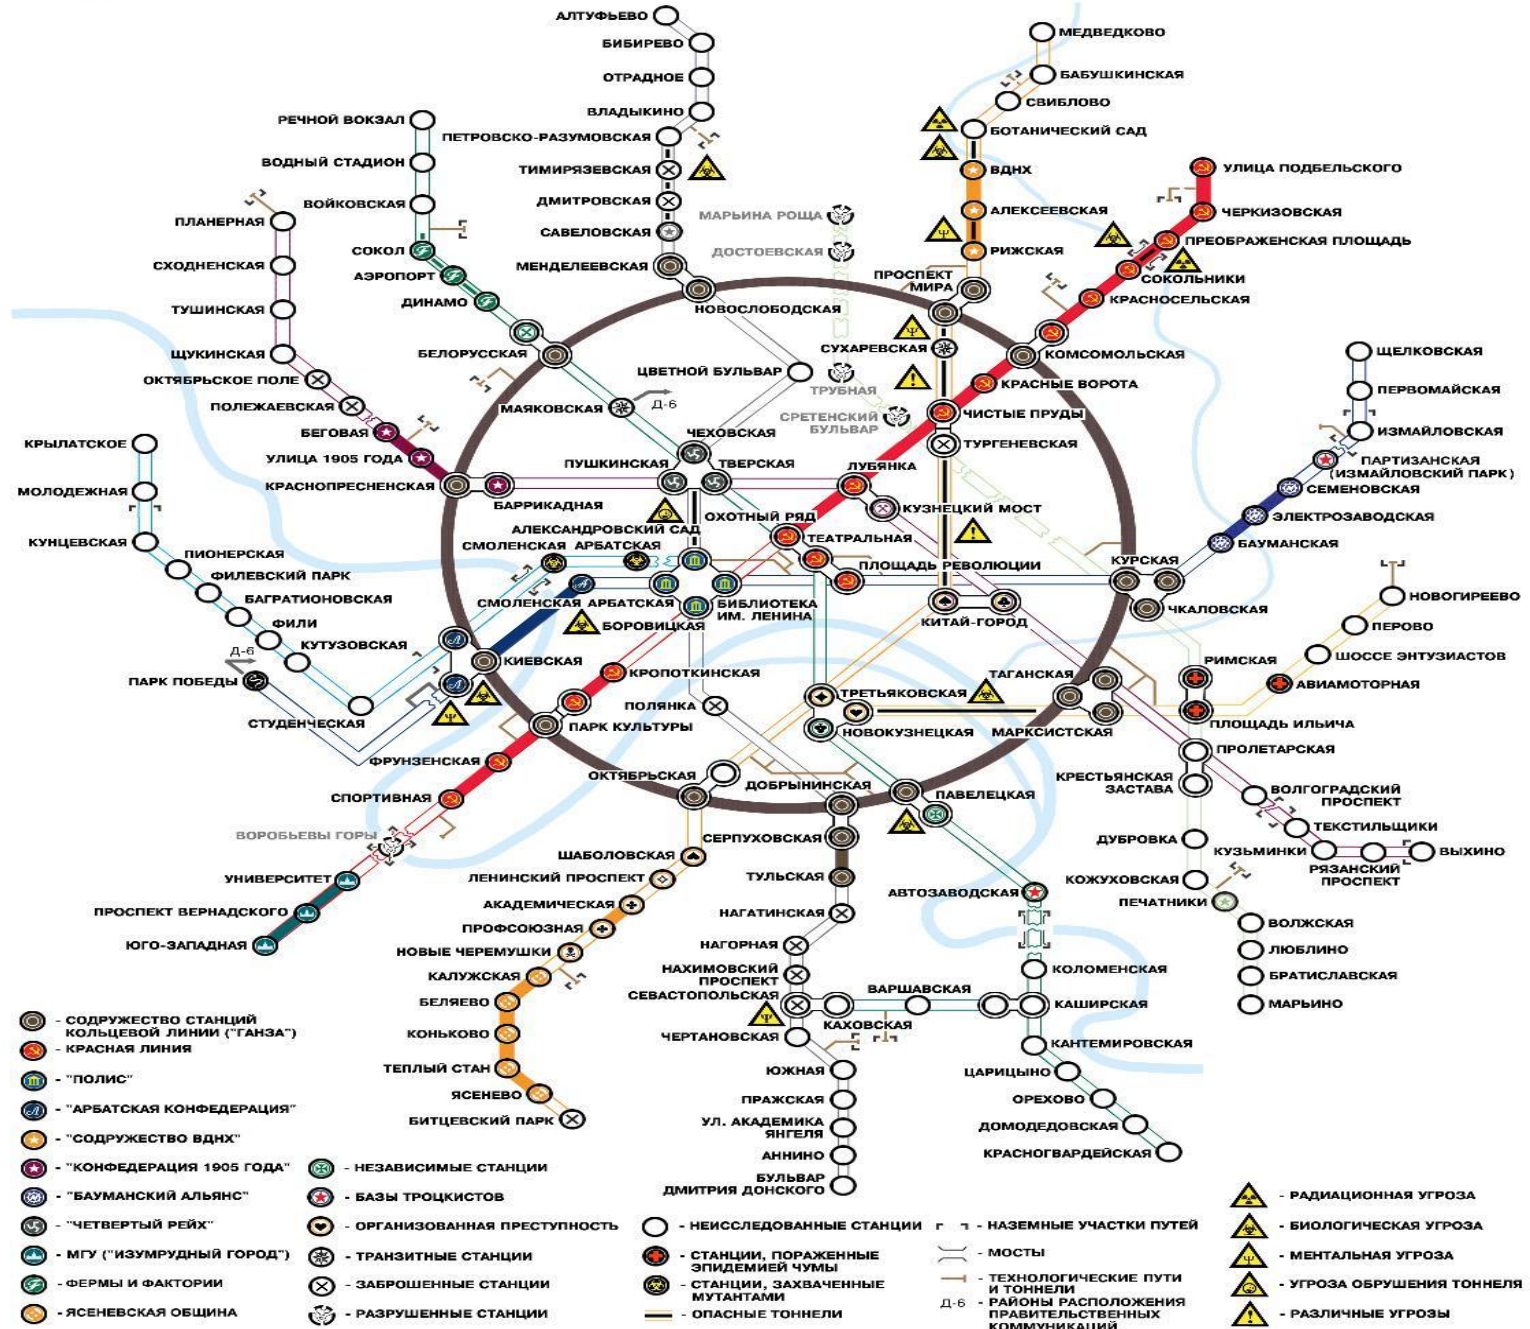 АЛТУФЬЕВО
БИБИРЕВО
ОТРАДНОЕ
ВЛАДЫКИНО
ПЕТРОВСКО-РАЗУМОВСКАЯ
ТИМИРЯЗЕВСКАЯ
ДМИТРОВСКАЯ
САВЕЛОВСКАЯ
МЕНДЕЛЕЕВСКАЯ
НОВОСЛОБОДСКАЯ
ЦВЕТНОЙ БУЛЬВАР
ЧЕХОВСКАЯ
МЕДВЕДКОВО
БАБУШКИНСКАЯ
СВИБЛОВО
БОТАНИЧЕСКИЙ САД
ВДНХ
АЛЕКСЕЕВСКАЯ
РИЖСКАЯ
ПРОСПЕКТ
МИРА
СУХАРЕВСКАЯ
ТУРГЕНЕВСКАЯ
КИТАЙ-ГОРОД
РЕЧНОЙ ВОКЗАЛ
ВОДНЫЙ СТАДИОН
ВОЙКОВСКАЯ
СОКОЛ
АЭРОПОРТ
ДИНАМО
БЕЛОРУССКАЯ
МАЯКОВСКАЯ
Д-6
ТВЕРСКАЯ
ПЛАНЕРНАЯ
СХОДНЕНСКАЯ
ТУШИНСКАЯ
ЩУКИНСКАЯ
ОКТЯБРЬСКОЕ ПОЛЕ
ПОЛЕЖАЕВСКАЯ
БЕГОВАЯ
УЛИЦА 1905 ГОДА
КРАСНОПРЕСНЕНСКАЯ
БАРРИКАДНАЯ
ПУШКИНСКАЯ
МАРЬИНА РОЩА
ДОСТОЕВСКАЯ
ТРУБНАЯ
СРЕТЕНСКИЙ
БУЛЬВАР
УЛИЦА ПОДБЕЛЬСКОГО
ЧЕРКИЗОВСКАЯ
ПРЕОБРАЖЕНСКАЯ ПЛОЩАДЬ
СОКОЛЬНИКИ
КРАСНОСЕЛЬСКАЯ
КОМСОМОЛЬСКАЯ
КРАСНЫЕ ВОРОТА
ЧИСТЫЕ ПРУДЫ
ЛУБЯНКА
КУЗНЕЦКИЙ МОСТ
ОХОТНЫЙ РЯД
ТЕАТРАЛЬНАЯ
ПЛОЩАДЬ РЕВОЛЮЦИИ
ЩЕЛКОВСКАЯ
ПЕРВОМАЙСКАЯ
ИЗМАЙЛОВСКАЯ
ПАРТИЗАНСКАЯ
(ИЗМАЙЛОВСКИЙ ПАРК)
СЕМЕНОВСКАЯ
ЭЛЕКТРОЗАВОДСКАЯ
БАУМАНСКАЯ
КУРСКАЯ
ЧКАЛОВСКАЯ
КРЫЛАТСКОЕ
МОЛОДЕЖНАЯ
КУНЦЕВСКАЯ
ПИОНЕРСКАЯ
ФИЛЕВСКИЙ ПАРК
БАГРАТИОНОВСКАЯ
ФИЛИ
КУТУЗОВСКАЯ
СТУДЕНЧЕСКАЯ
Д-6
ПАРК ПОБЕДЫ
КИЕВСКАЯ
АЛЕКСАНДРОВСКИЙ САД
СМОЛЕНСКАЯ
АРБАТСКАЯ
СМОЛЕНСКАЯ
АРБАТСКАЯ
БОРОВИЦКАЯ
БИБЛИОТЕКА
ИМ. ЛЕНИНА
КРОПОТКИНСКАЯ
ПАРК КУЛЬТУРЫ
ФРУНЗЕНСКАЯ
СПОРТИВНАЯ
ВОРОБЬЕВЫ ГОРЫ
УНИВЕРСИТЕТ
ПРОСПЕКТ ВЕРНАДСКОГО
ЮГО-ЗАПАДНАЯ
ПОЛЯНКА
ТРЕТЬЯКОВСКАЯ
НОВОКУЗНЕЦКАЯ
ТАГАНСКАЯ
МАРКСИСТСКАЯ
НОВОГИРЕЕВО
ПЕРОВО
ШОССЕ ЭНТУЗИАСТОВ
АВИАМОТОРНАЯ
РИМСКАЯ
ПЛОЩАДЬ ИЛЬИЧА
ПРОЛЕТАРСКАЯ
КРЕСТЬЯНСКАЯ
ЗАСТАВА
ВОЛГОГРАДСКИЙ
ПРОСПЕКТ
ТЕКСТИЛЬЩИКИ
КУЗЬМИНКИ
РЯЗАНСКИЙ
ПРОСПЕКТ
ВЫХИНО
ДУБРОВКА
КОЖУХОВСКАЯ
ПЕЧАТНИКИ
ВОЛЖСКАЯ
ЛЮБЛИНО
БРАТИСЛАВСКАЯ
МАРЬИНО
ОКТЯБРЬСКАЯ
ДОБРЫНИНСКАЯ
ПАВЕЛЕЦКАЯ
СЕРПУХОВСКАЯ
ТУЛЬСКАЯ
НАГАТИНСКАЯ
НАГОРНАЯ
НАХИМОВСКИЙ
ПРОСПЕКТ
СЕВАСТОПОЛЬСКАЯ
ЧЕРТАНОВСКАЯ
ЮЖНАЯ
ПРАЖСКАЯ
УЛ. АКАДЕМИКА
ЯНГЕЛЯ
АННИНО
БУЛЬВАР
ДМИТРИЯ ДОНСКОГО
ШАБОЛОВСКАЯ
ЛЕНИНСКИЙ ПРОСПЕКТ
АКАДЕМИЧЕСКАЯ
ПРОФСОЮЗНАЯ
НОВЫЕ ЧЕРЕМУШКИ
КАЛУЖСКАЯ
БЕЛЯЕВО
КОНЬКОВО
ТЕПЛЫЙ СТАН
ЯСЕНЕВО
БИТЦЕВСКИЙ ПАРК
АВТОЗАВОДСКАЯ
КОЛОМЕНСКАЯ
КАШИРСКАЯ
ВАРШАВСКАЯ
КАХОВСКАЯ
КАНТЕМИРОВСКАЯ
ЦАРИЦЫНО
ОРЕХОВО
ДОМОДЕДОВСКАЯ
КРАСНОГВАРДЕЙСКАЯ
- СОДРУЖЕСТВО СТАНЦИЙ
КОЛЬЦЕВОЙ ЛИНИИ ("ГАНЗА")
- КРАСНАЯ ЛИНИЯ
- "ПОЛИС"
- "АРБАТСКАЯ КОНФЕДЕРАЦИЯ"
- "СОДРУЖЕСТВО ВДНХ"
- "КОНФЕДЕРАЦИЯ 1905 ГОДА"
- "БАУМАНСКИЙ АЛЬЯНС"
- "ЧЕТВЕРТЫЙ РЕЙХ"
- МГУ ("ИЗУМРУДНЫЙ ГОРОД")
- ФЕРМЫ И ФАКТОРИИ
- ЯСЕНЕВСКАЯ ОБЩИНА
- НЕЗАВИСИМЫЕ СТАНЦИИ
- БАЗЫ ТРОЦКИСТОВ
- ОРГАНИЗОВАННАЯ ПРЕСТУПНОСТЬ
- ТРАНЗИТНЫЕ СТАНЦИИ
- ЗАБРОШЕННЫЕ СТАНЦИИ
- РАЗРУШЕННЫЕ СТАНЦИИ
- НЕИССЛЕДОВАННЫЕ СТАНЦИИ
- СТАНЦИИ, ПОРАЖЕННЫЕ
ЭПИДЕМИЕЙ ЧУМЫ
- СТАНЦИИ, ЗАХВАЧЕННЫЕ
МУТАНТАМИ
- ОПАСНЫЕ ТОННЕЛИ
- НАЗЕМНЫЕ УЧАСТКИ ПУТЕЙ
- МОСТЫ
- ТЕХНОЛОГИЧЕСКИЕ ПУТИ
И ТОННЕЛИ
Д-6 - РАЙОНЫ РАСПОЛОЖЕНИЯ
ПРАВИТЕЛЬСТВЕННЫХ
КОММУНИКАЦИЙ
- РАДИАЦИОННАЯ УГРОЗА
- БИОЛОГИЧЕСКАЯ УГРОЗА
- МЕНТАЛЬНАЯ УГРОЗА
- УГРОЗА ОБРУШЕНИЯ ТОННЕЛЯ
- РАЗЛИЧНЫЕ УГРОЗЫ